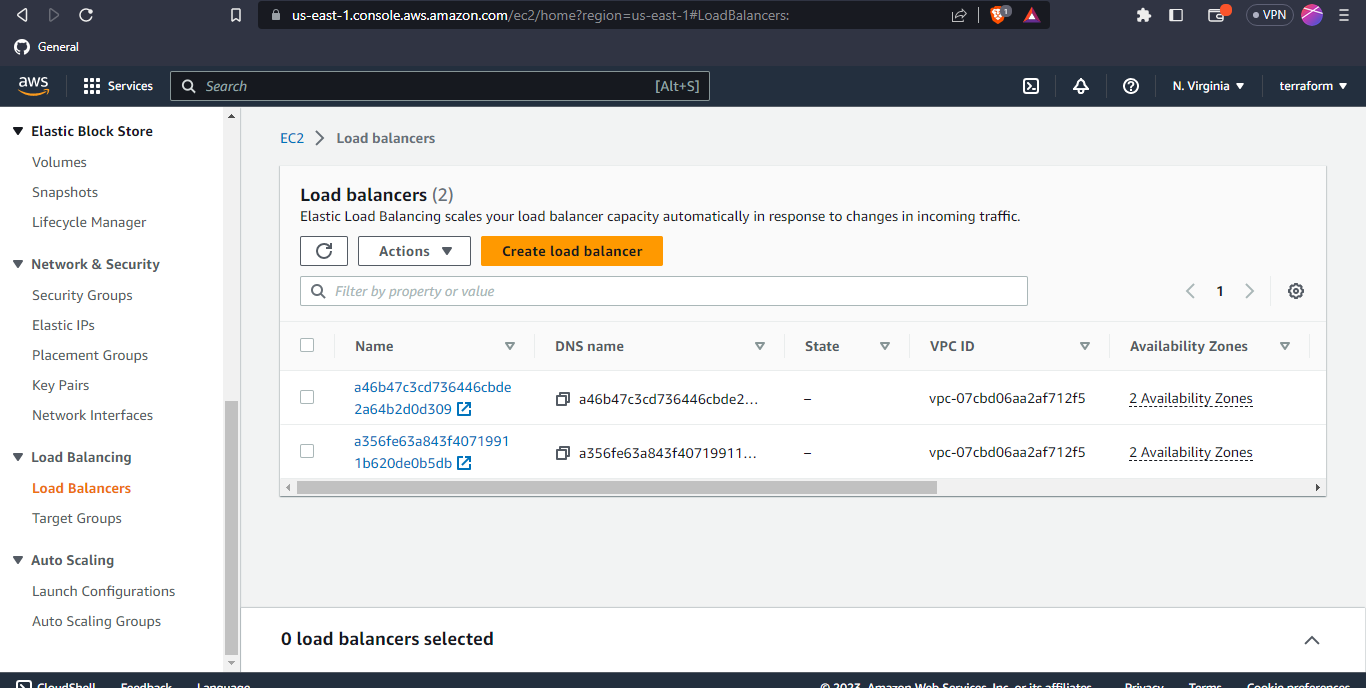 us-east-1.console.aws.amazon.com/ec2/home?region=us-east-1#LoadBalancers:
1
VPN
General
aws
Services
Search
[Alt+S]
N. Virginia
terraform
Elastic Block Store
Volumes
Snapshots
Lifecycle Manager
Network & Security
Security Groups
Elastic IPs
Placement Groups
Key Pairs
Network Interfaces
Load Balancing
Load Balancers
Target Groups
Auto Scaling
Launch Configurations
Auto Scaling Groups
EC2 > Load balancers
Load balancers (2)
Elastic Load Balancing scales your load balancer capacity automatically in response to changes in incoming traffic.
Actions
Create load balancer
Filter by property or value
1
Name DNS name State VPC ID Availability Zones
a46b47c3cd736446cbde
2a64b2d0d309
a46b47c3cd736446cbde2...
–
vpc-07cbd06aa2af712f5
2 Availability Zones
a356fe63a843f4071991
1b620de0b5db
a356fe63a843f40719911...
–
vpc-07cbd06aa2af712f5
2 Availability Zones
0 load balancers selected
CloudShell Feedback Language
© 2023, Amazon Web Services, Inc. or its affiliates. Privacy Terms Cookie preferences